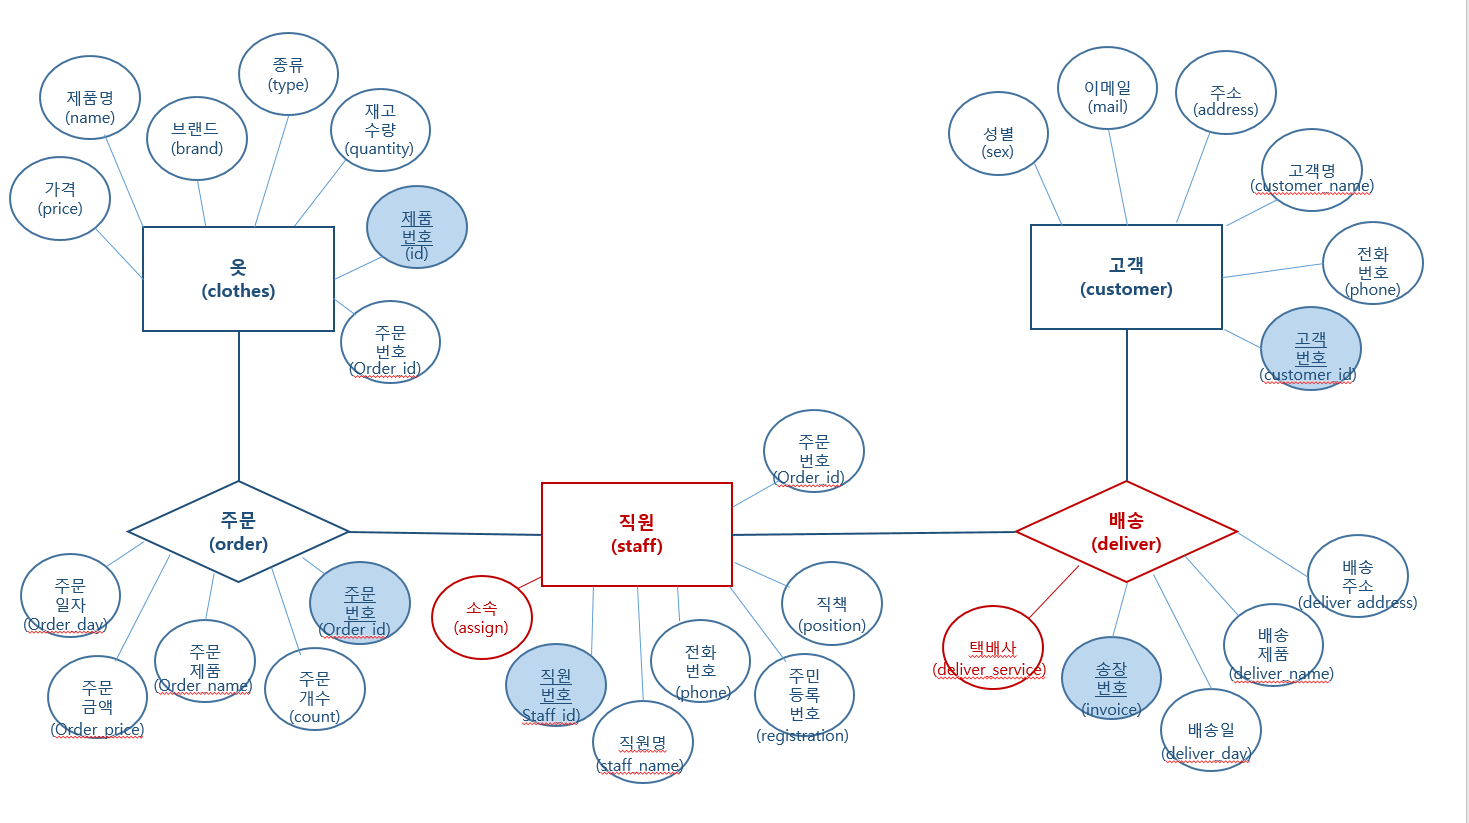 제품명
(name)
브랜드
(brand)
종류
(type)
재고
수량
(quantity)
가격
(price)
제품
번호
(id)
옷
(clothes)
주문
번호
(Order_id)
성별
(sex)
이메일
(mail)
주소
(address)
고객명
(customer_name)
전화
번호
(phone)
고객
(customer)
고객
번호
(customer_id)
주문
(order)
주문
일자
(Order_day)
주문
금액
(Order_price)
주문
제품
(Order_name)
주문
개수
(count)
주문
번호
(Order_id)
주문
번호
(Order_id)
직원
(staff)
소속
(assign)
직원
번호
Staff_id)
직원명
(staff_name)
전화
번호
(phone)
주민
등록
번호
(registration)
직책
(position)
배송
(deliver)
택배사
(deliver_service)
송장
번호
(invoice)
배송일
(deliver_day)
배송
제품
(deliver_name)
배송
주소
(deliver address)